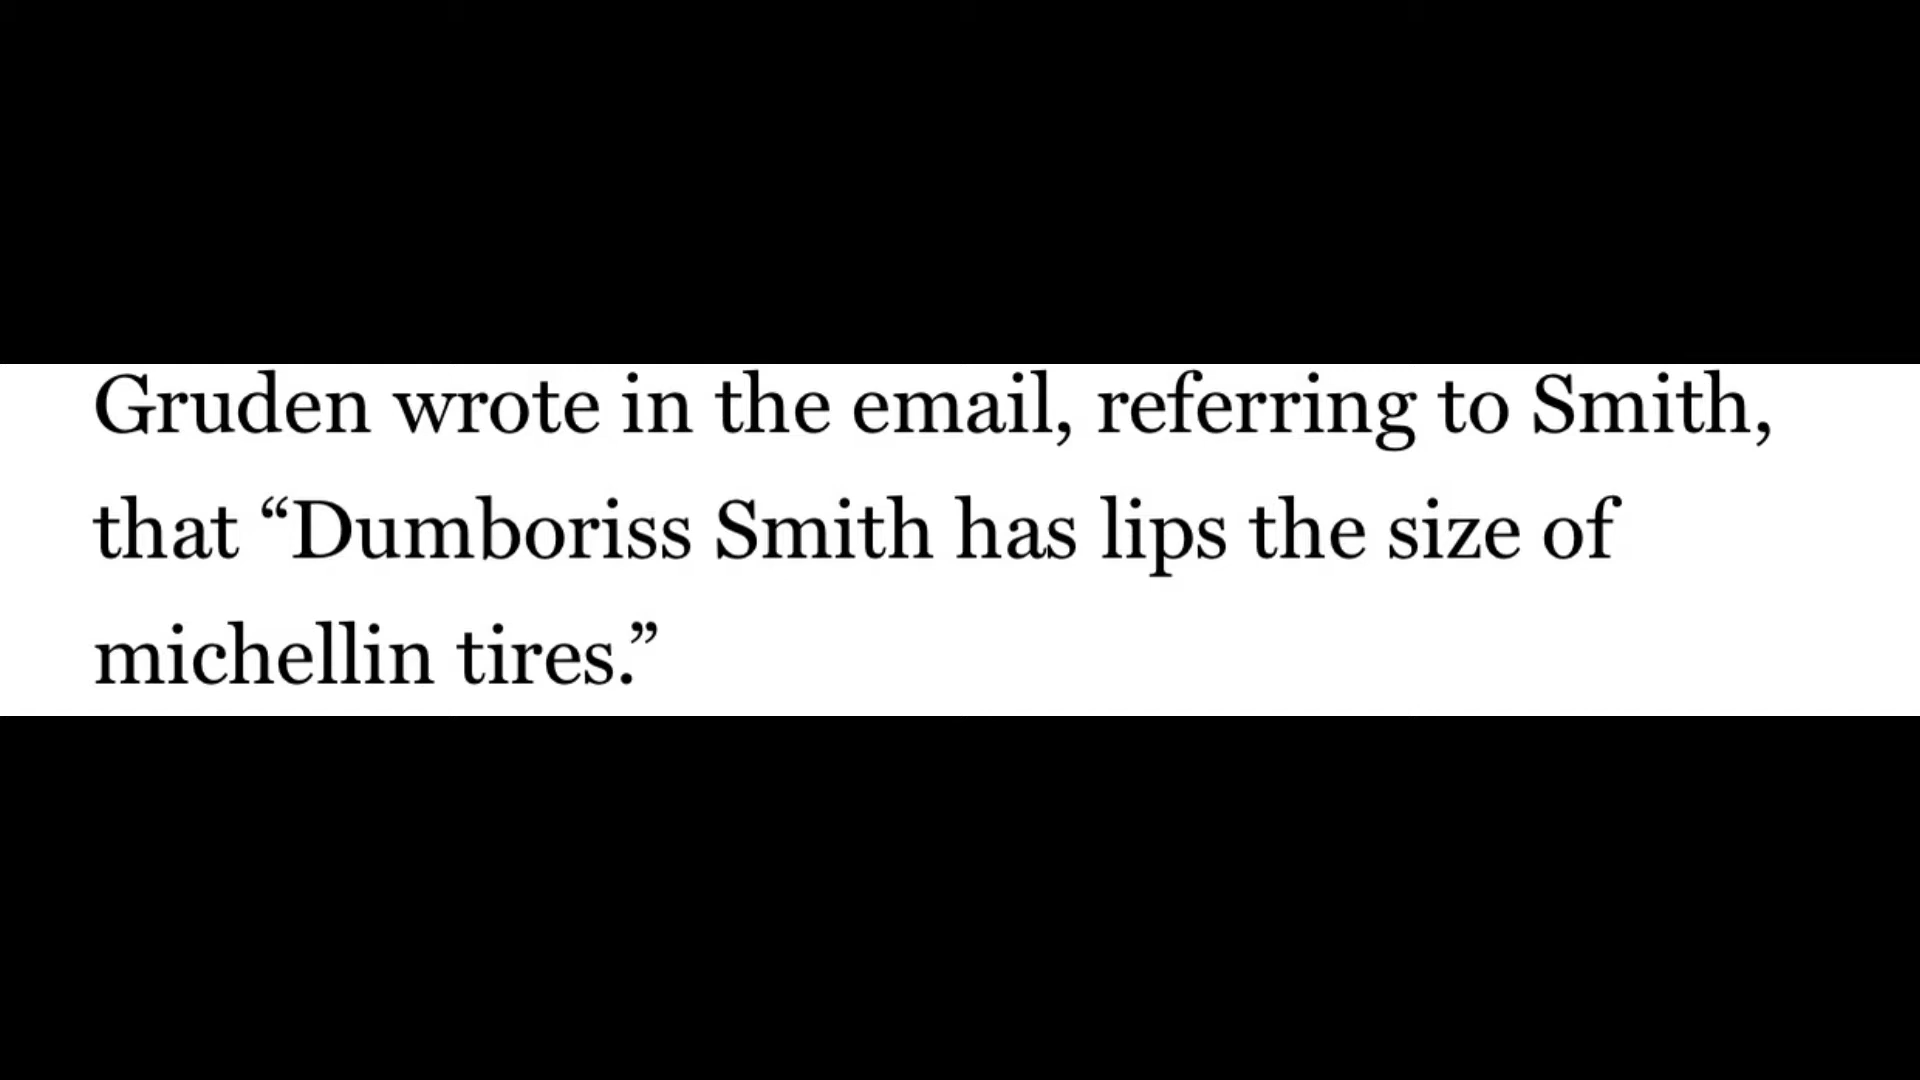 Gruden wrote in the email, referring to Smith,
that “Dumboriss Smith has lips the size of
michellin tires.”